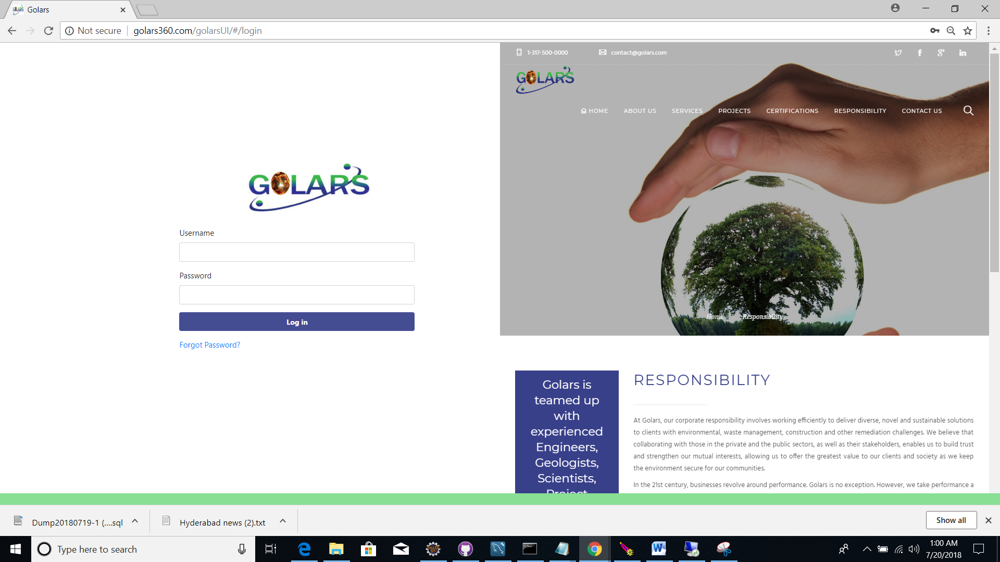 Golars
Not secure
golars360.com/golarsUI/#/login
1-317-500-0000
contact@golars.com
GOLARS
HOME
ABOUT US
SERVICES
PROJECTS
CERTIFICATIONS
RESPONSIBILITY
CONTACT US
Home
Responsibility
GOLARS
Username
Password
Log in
Forgot Password?
Golars is
teamed up
with
experienced
Engineers,
Geologists,
Scientists,
Project
RESPONSIBILITY
At Golars, our corporate responsibility involves working efficiently to deliver diverse, novel and sustainable solutions
to clients with environmental, waste management, construction and other remediation challenges. We believe that
collaborating with those in the private and the public sectors, as well as their stakeholders, enables us to build trust
and strengthen our mutual interests, allowing us to offer the greatest value to our clients and society as we keep
the environment secure for our communities.
In the 21st century, businesses revolve around performance. Golars is no exception. However, we take performance a
Dump20180719-1 (....sql
Hyderabad news (2).txt
Show all
Type here to search
1:00 AM
7/20/2018